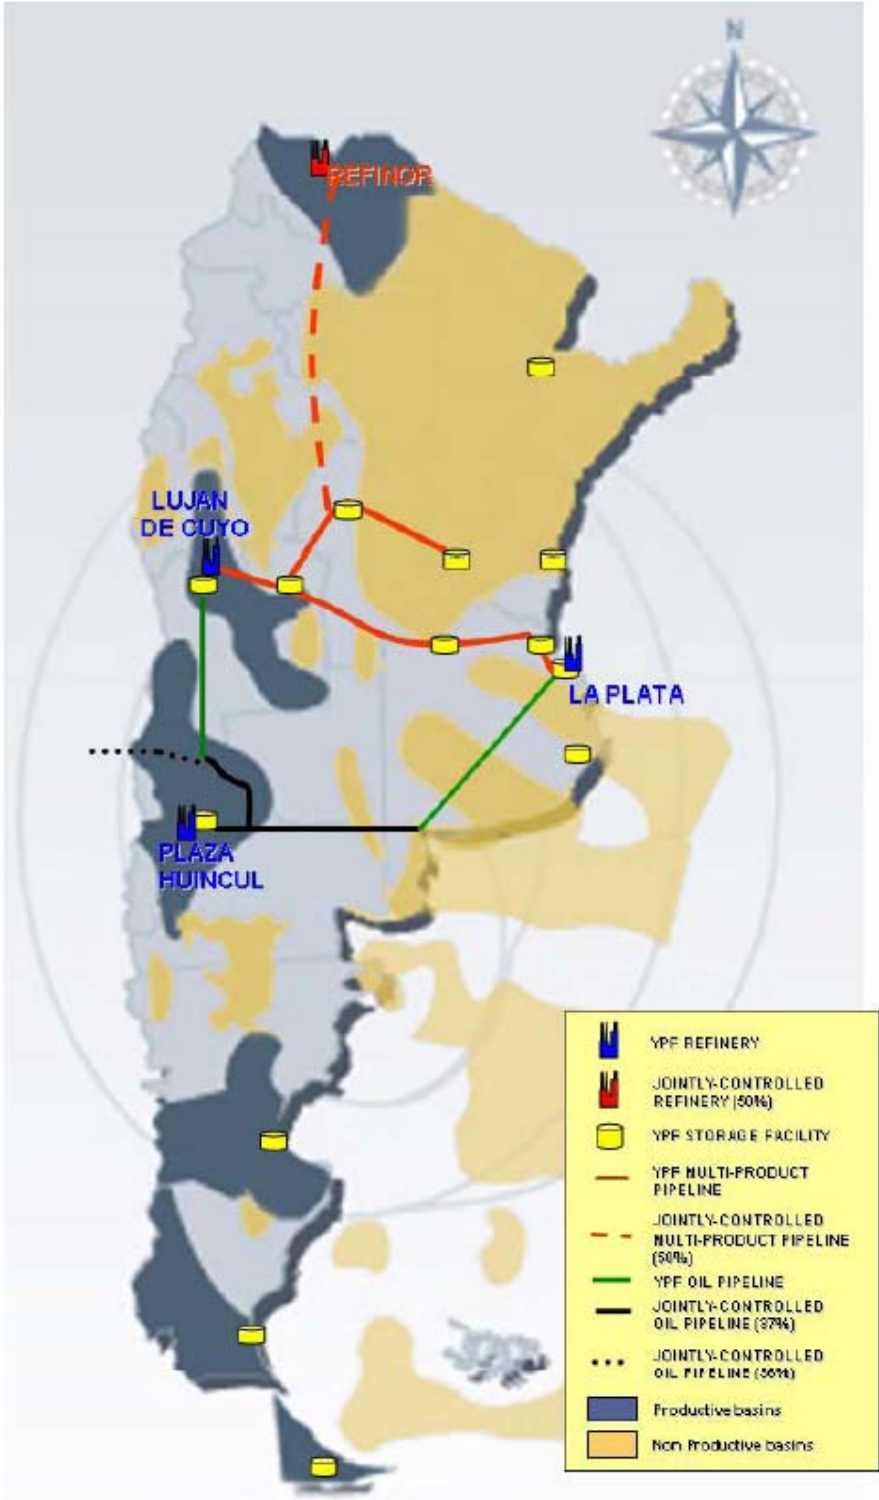 N
REFINOR
LUJAN
DE CUYO
LA PLATA
PLAZA
HUINCUL
YPF REFINERY
JOINTLY-CONTROLLED
REFINERY (50%)
YPF STORAGE FACILITY
YPF MULTI-PRODUCT
PIPELINE
JOINTLY-CONTROLLED
MULTI-PRODUCT PIPELINE
(50%)
YPF OIL PIPELINE
JOINTLY-CONTROLLED
OIL PIPELINE (37%)
JOINTLY-CONTROLLED
OIL PIPELINE (36%)
Productive basins
Non Productive basins